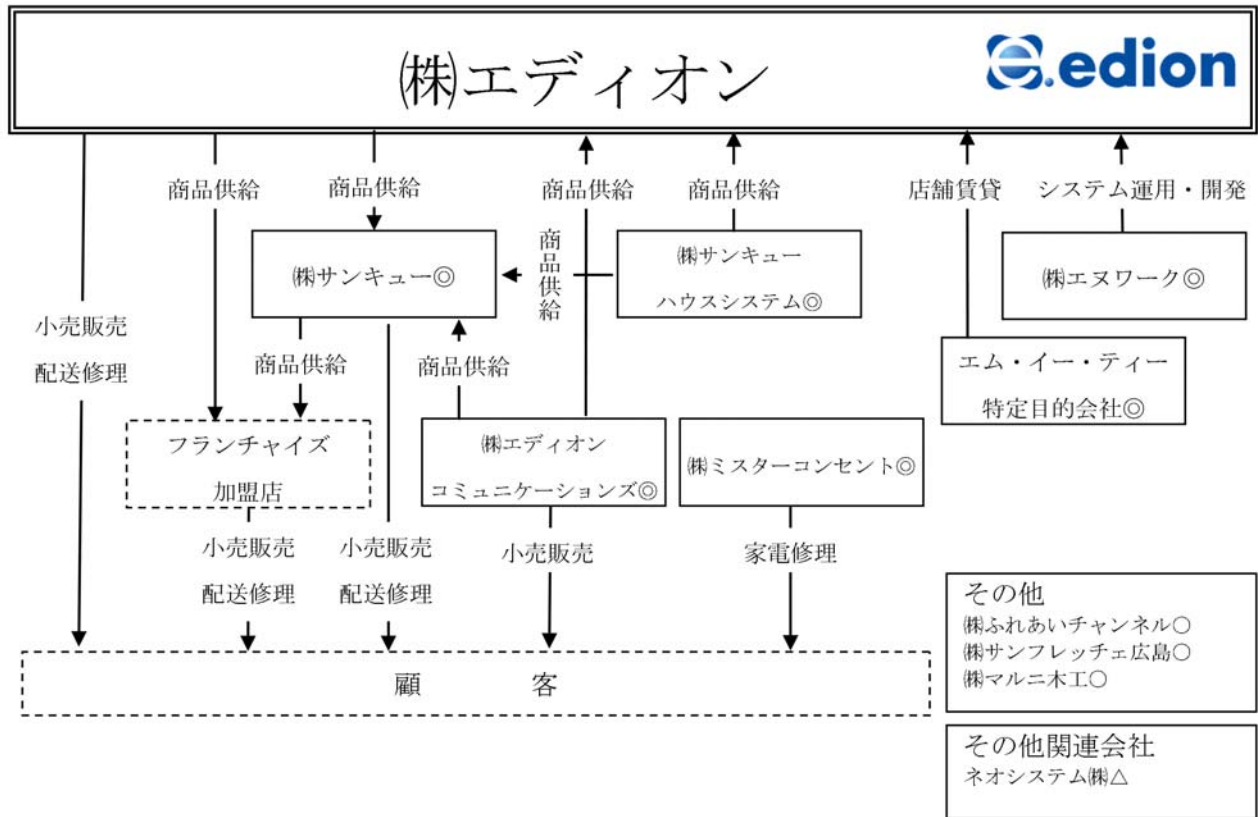 ㈱エディオン
e.edion
商品供給
商品供給
商品供給
商品供給
店舗賃貸
システム運用・開発
㈱サンキュー◎
商品供給
㈱サンキュー
ハウスシステム◎
㈱エヌワーク◎
小売販売
配送修理
商品供給
商品供給
エム・イー・ティー
特定目的会社◎
フランチャイズ
加盟店
㈱エディオン
コミュニケーションズ◎
㈱ミスターコンセント◎
小売販売
配送修理
小売販売
配送修理
小売販売
家電修理
その他
㈱ふれあいチャンネル○
㈱サンフレッチェ広島○
㈱マルニ木工○
顧 客
その他関連会社
ネオシステム㈱△